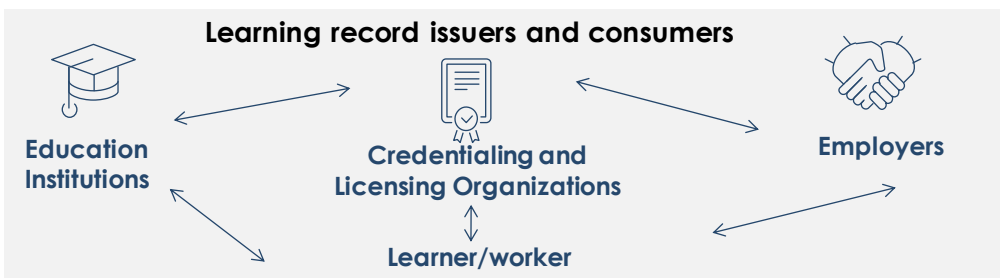 Learning record issuers and consumers
Education
Institutions
Credentialing and
Licensing Organizations
Employers
Learner/worker